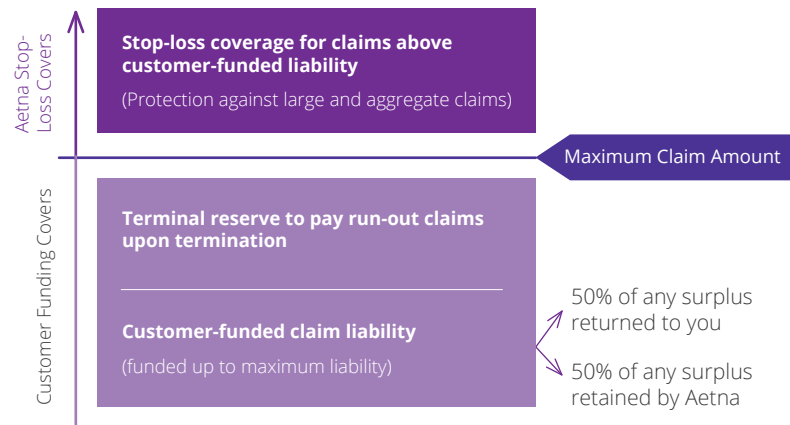 Aetna Stop-
Loss Covers
Stop-loss coverage for claims above
customer-funded liability
(Protection against large and aggregate claims)
Maximum Claim Amount
Customer Funding Covers
Terminal reserve to pay run-out claims
upon termination
Customer-funded claim liability
(funded up to maximum liability)
50% of any surplus
returned to you
50% of any surplus
retained by Aetna